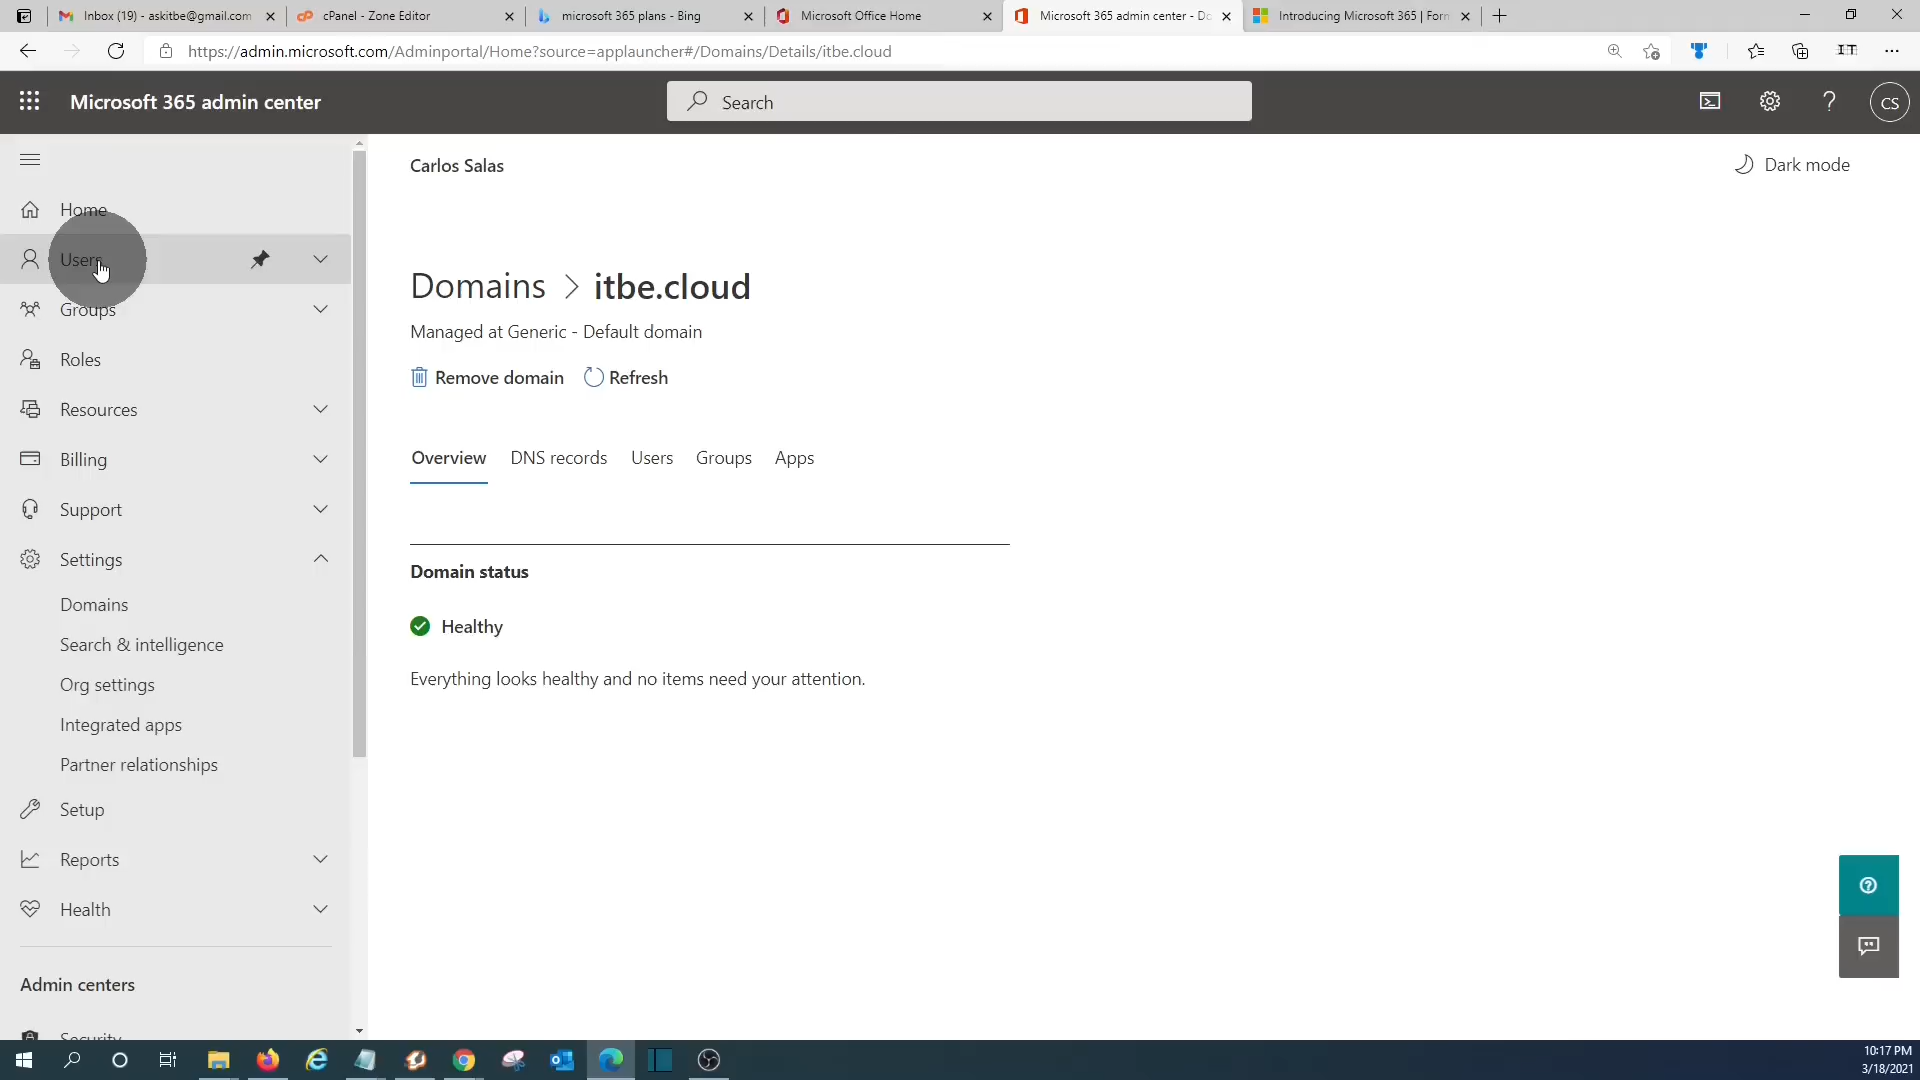 Inbox (19) - askitbe@gmail.com
cPanel - Zone Editor
microsoft 365 plans - Bing
Microsoft Office Home
Microsoft 365 admin center - Do
Introducing Microsoft 365 | Form
https://admin.microsoft.com/Adminportal/Home?source=applauncher#/Domains/Details/itbe.cloud
Microsoft 365 admin center
Search
CS
Carlos Salas
Dark mode
Home
Users
Groups
Roles
Resources
Billing
Support
Settings
Domains
Search & intelligence
Org settings
Integrated apps
Partner relationships
Setup
Reports
Health
Admin centers
Security
Domains > itbe.cloud
Managed at Generic - Default domain
Remove domain Refresh
Overview DNS records Users Groups Apps
Domain status
Healthy
Everything looks healthy and no items need your attention.
10:17 PM
3/18/2021